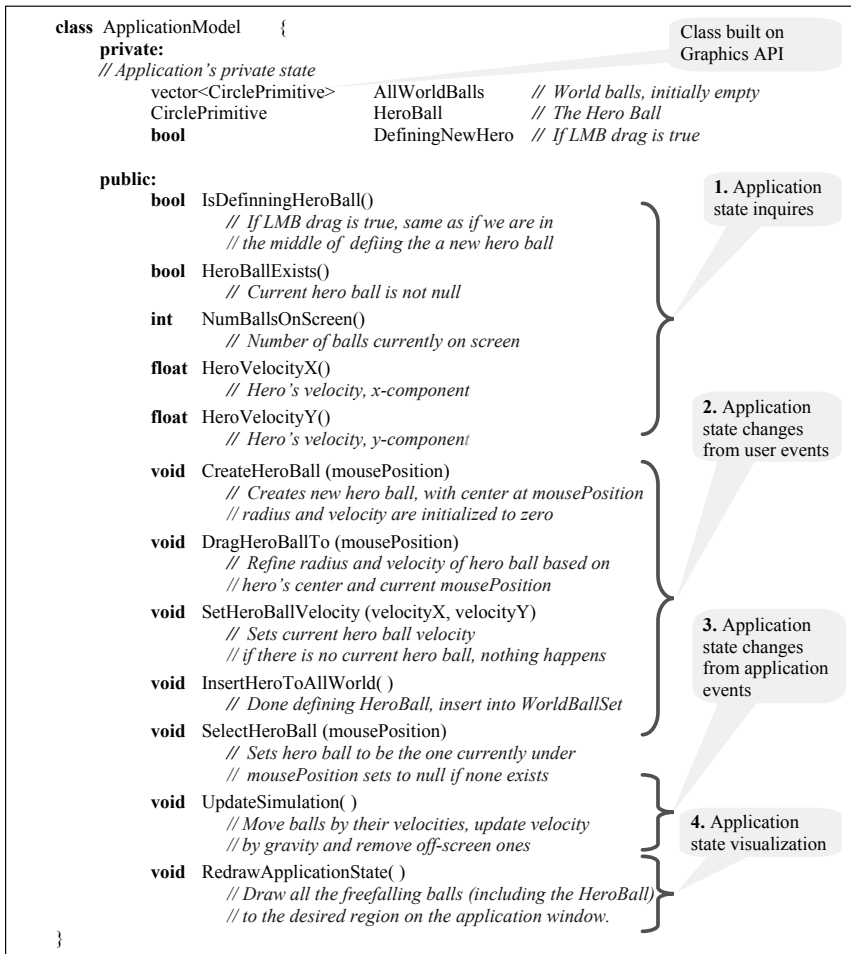 class ApplicationModel {
private:
// Application's private state
vector<CirclePrimitive> AllWorldBalls // World balls, initially empty
CirclePrimitive HeroBall // The Hero Ball
bool DefiningNewHero // If LMB drag is true
Class built on
Graphics API
public:
bool IsDefinningHeroBall()
// If LMB drag is true, same as if we are in
// the middle of defiing the a new hero ball
bool HeroBallExists()
// Current hero ball is not null
int NumBallsOnScreen()
// Number of balls currently on screen
float HeroVelocityX()
// Hero's velocity, x-component
float HeroVelocityY()
// Hero's velocity, y-component
1. Application
state inquires
void CreateHeroBall (mousePosition)
// Creates new hero ball, with center at mousePosition
// radius and velocity are initialized to zero
void DragHeroBallTo (mousePosition)
// Refine radius and velocity of hero ball based on
// hero's center and current mousePosition
void SetHeroBallVelocity (velocityX, velocityY)
// Sets current hero ball velocity
// if there is no current hero ball, nothing happens
void InsertHeroToAllWorld( )
// Done defining HeroBall, insert into WorldBallSet
void SelectHeroBall (mousePosition)
// Sets hero ball to be the one currently under
// mousePosition sets to null if none exists
2. Application
state changes
from user events
void UpdateSimulation( )
// Move balls by their velocities, update velocity
// by gravity and remove off-screen ones
3. Application
state changes
from application
events
void RedrawApplicationState( )
// Draw all the freefalling balls (including the HeroBall)
// to the desired region on the application window.
4. Application
state visualization
}